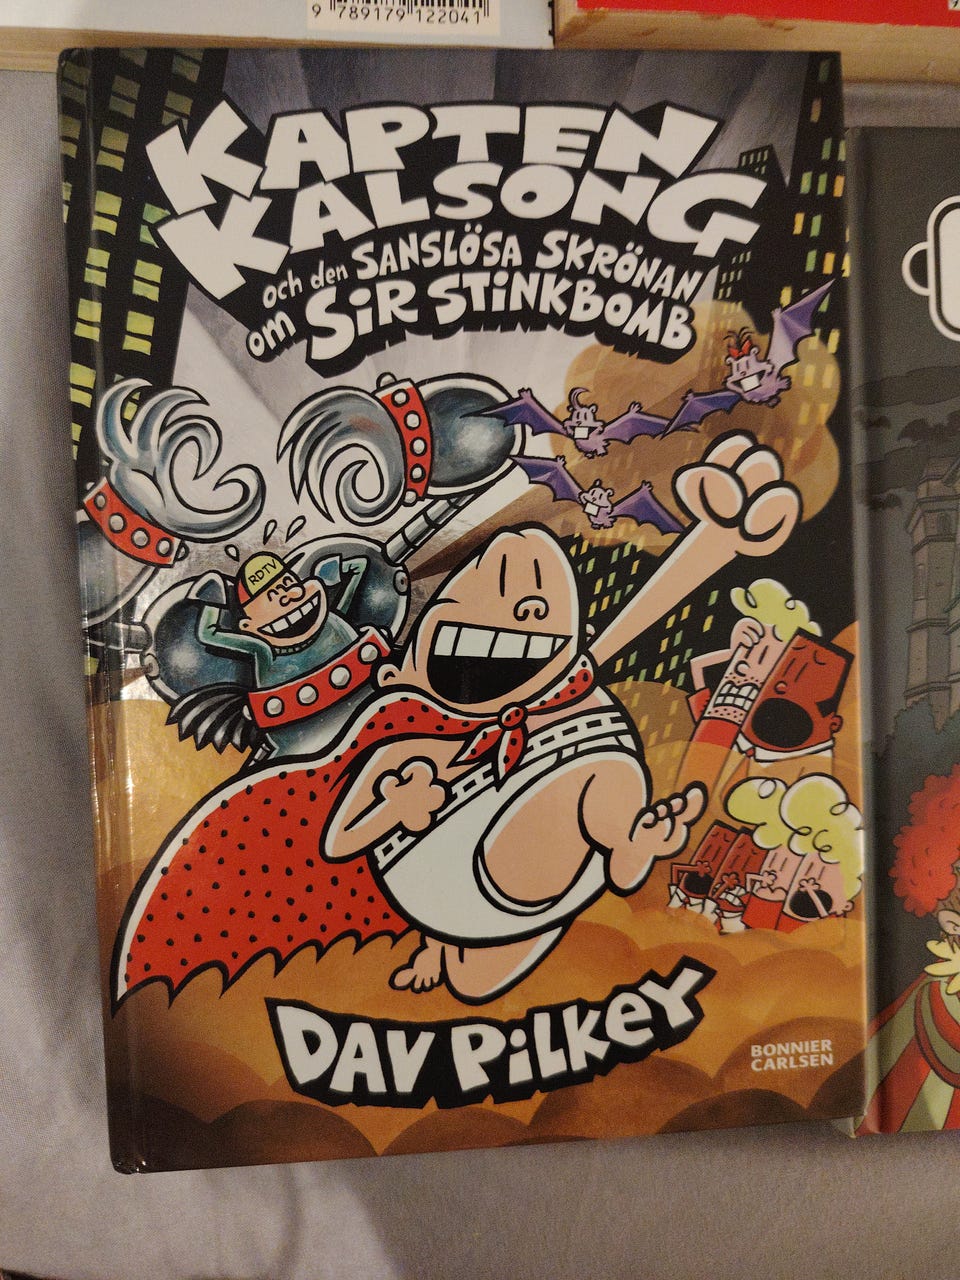 9 789179 122041
KAPTEN
KALSONG
och den SANSLÖSA SKRÖNAN
om SIR STINKBOMB
RDTV
DAV PILKEY
BONNIER
CARLSEN